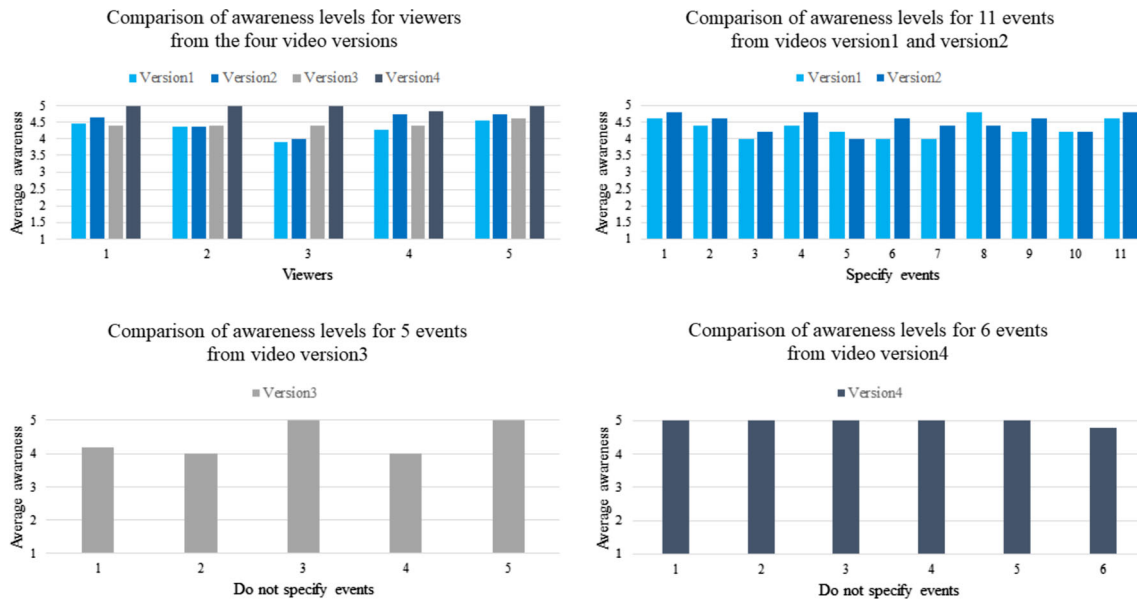 Comparison of awareness levels for viewers
from the four video versions
Version1 Version2 Version3 Version4
Average awareness
5
4.5
4
3.5
3
2.5
2
1.5
1
1 2 3 4 5
Viewers
Comparison of awareness levels for 11 events
from videos version1 and version2
Version1 Version2
Average awareness
5
4.5
4
3.5
3
2.5
2
1.5
1
1 2 3 4 5 6 7 8 9 10 11
Specify events
Comparison of awareness levels for 5 events
from video version3
Version3
Average awareness
5
4
3
2
1
1 2 3 4 5
Do not specify events
Comparison of awareness levels for 6 events
from video version4
Version4
Average awareness
5
4
3
2
1
1 2 3 4 5 6
Do not specify events